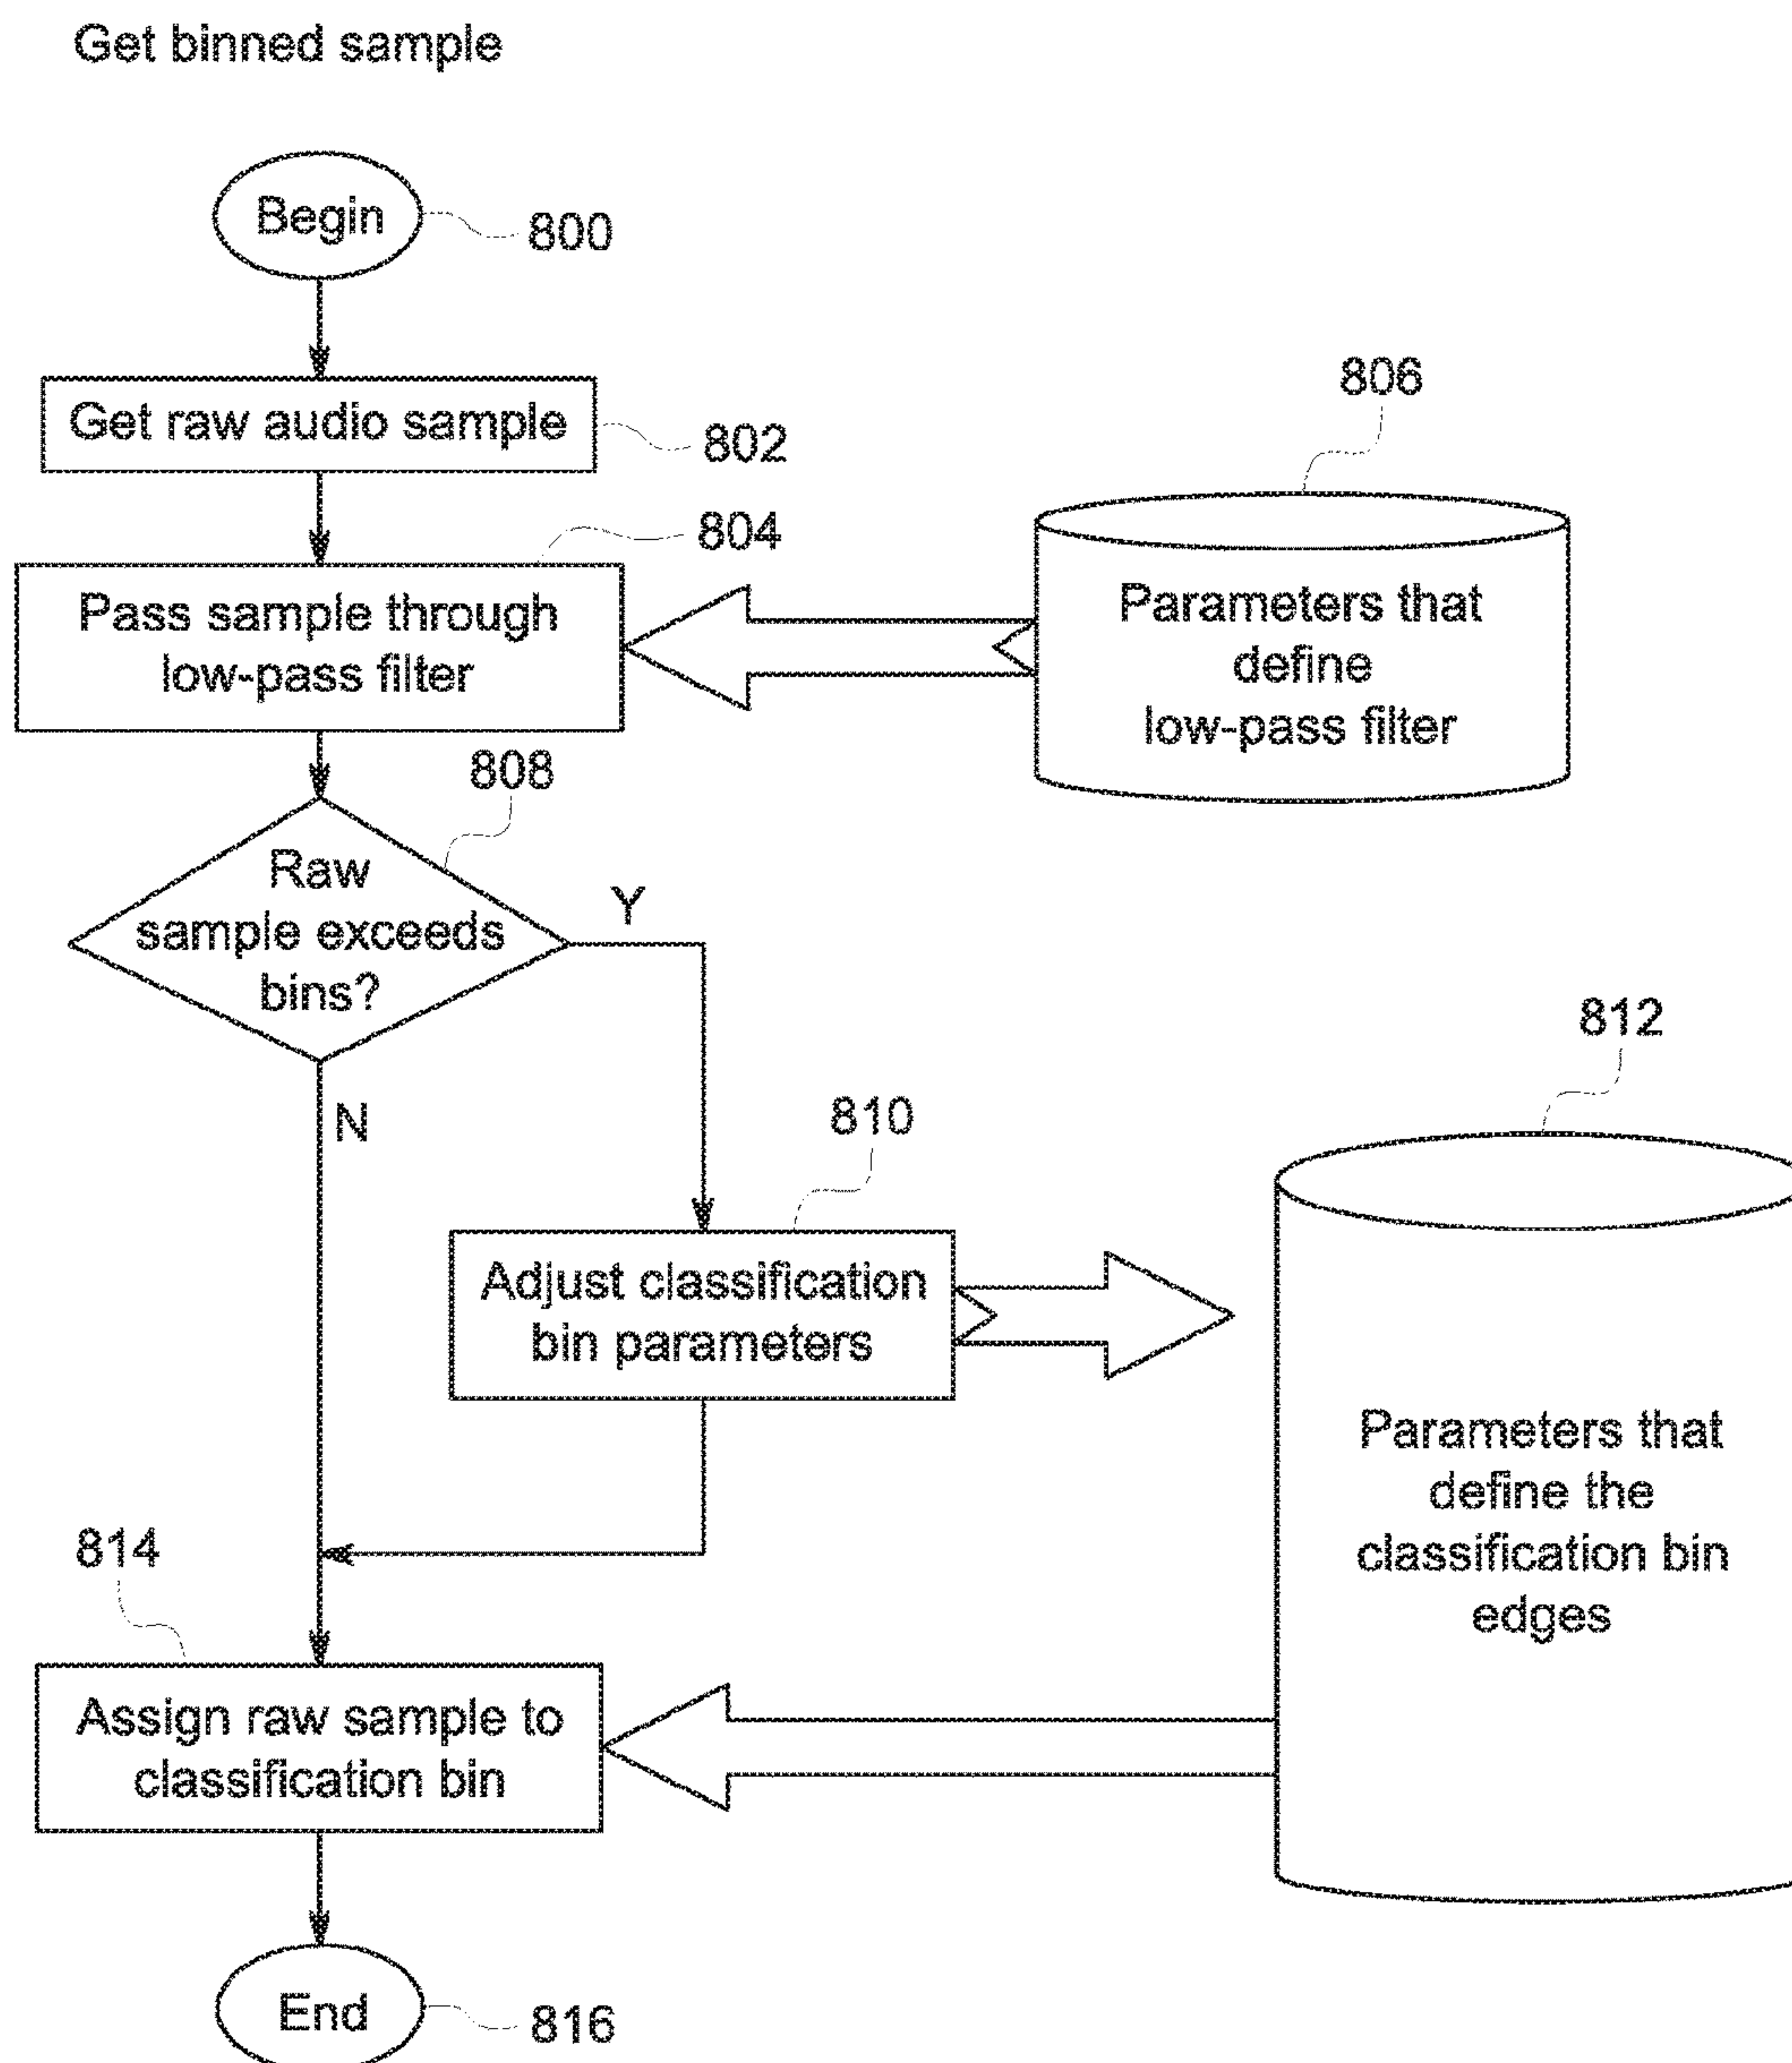 Get binned sample
Begin
800
Get raw audio sample
802
804
Pass sample through
low-pass filter
806
Parameters that
define
low-pass filter
808
Raw
sample exceeds
bins?
Y
N
810
Adjust classification
bin parameters
812
Parameters that
define the
classification bin
edges
814
Assign raw sample to
classification bin
End
816